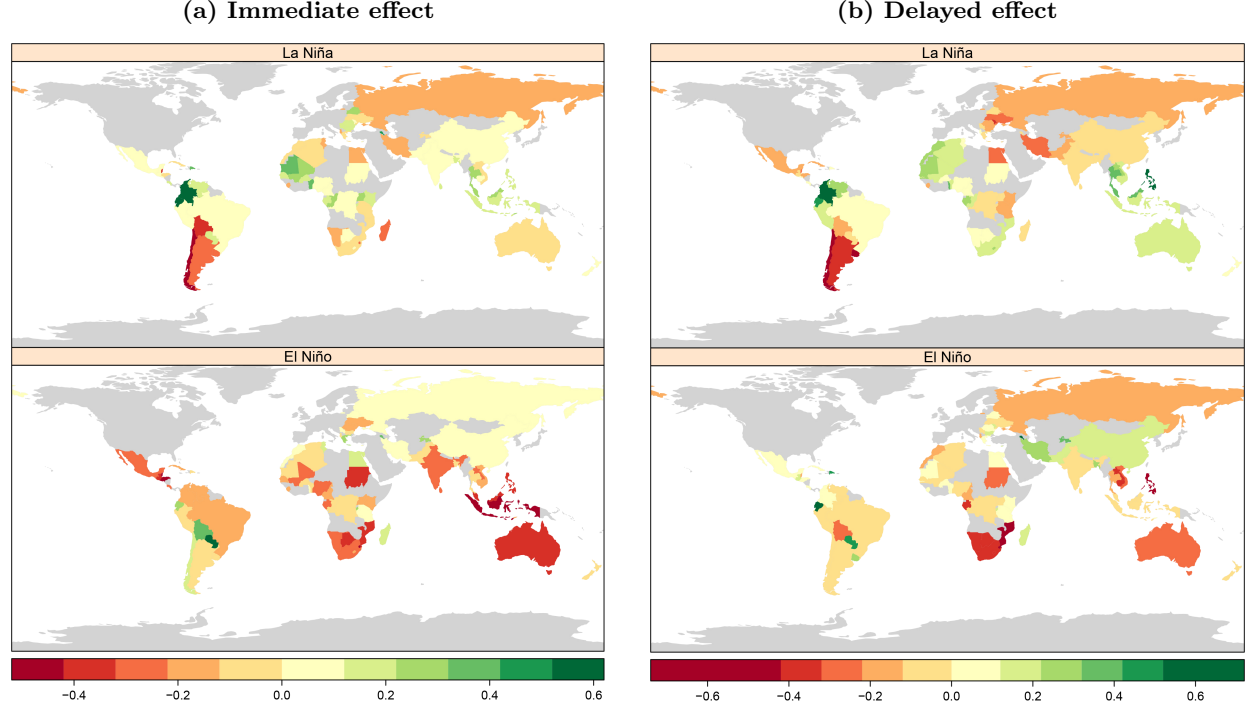 (a) Immediate effect
La Niña
El Niño
−0.4 −0.2 0.0 0.2 0.4 0.6
(b) Delayed effect
La Niña
El Niño
−0.6 −0.4 −0.2 0.0 0.2 0.4 0.6